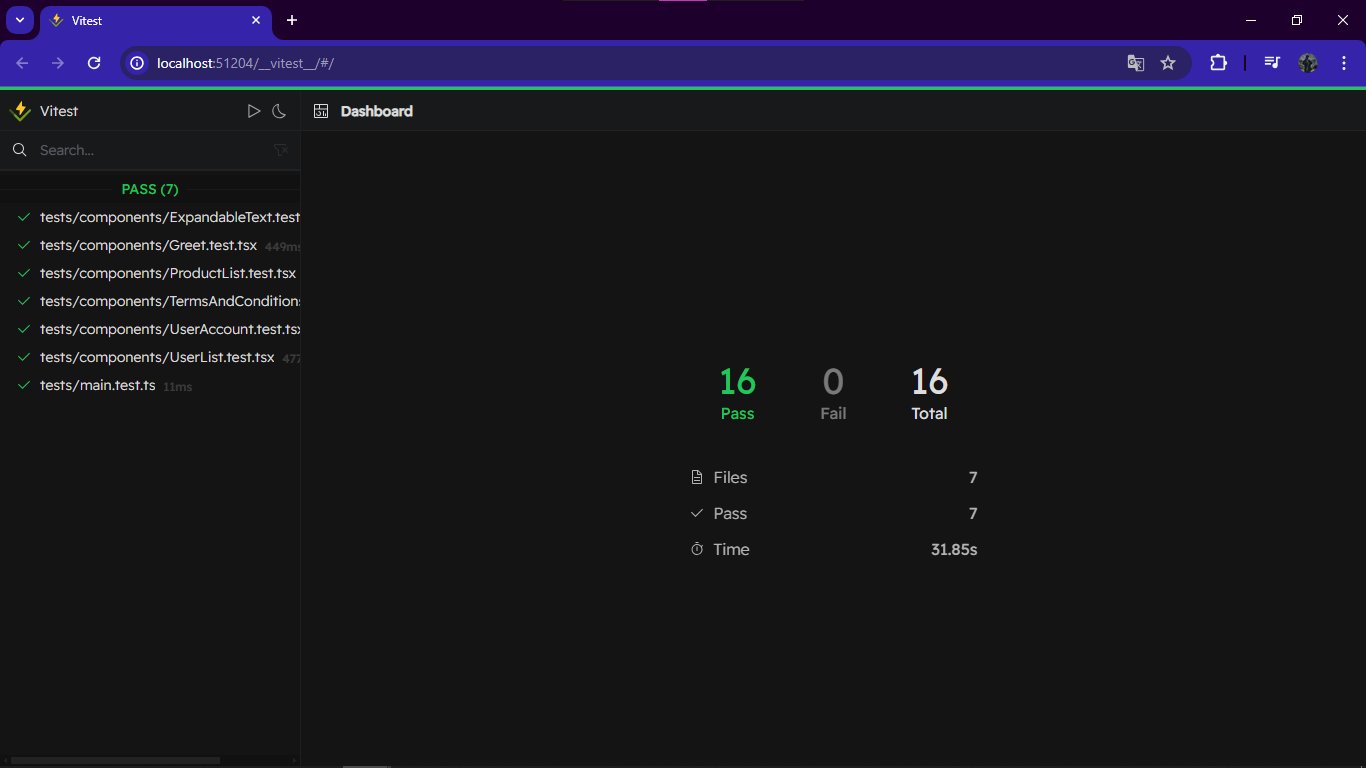 Vitest
localhost:51204/__vitest__/#/
Vitest
Dashboard
Search...
PASS (7)
tests/components/ExpandableText.test
tests/components/Greet.test.tsx 449ms
tests/components/ProductList.test.tsx
tests/components/TermsAndConditions
tests/components/UserAccount.test.tsx
tests/components/UserList.test.tsx 477
tests/main.test.ts 11ms
16 0 16
Pass Fail Total
Files 7
Pass 7
Time 31.85s